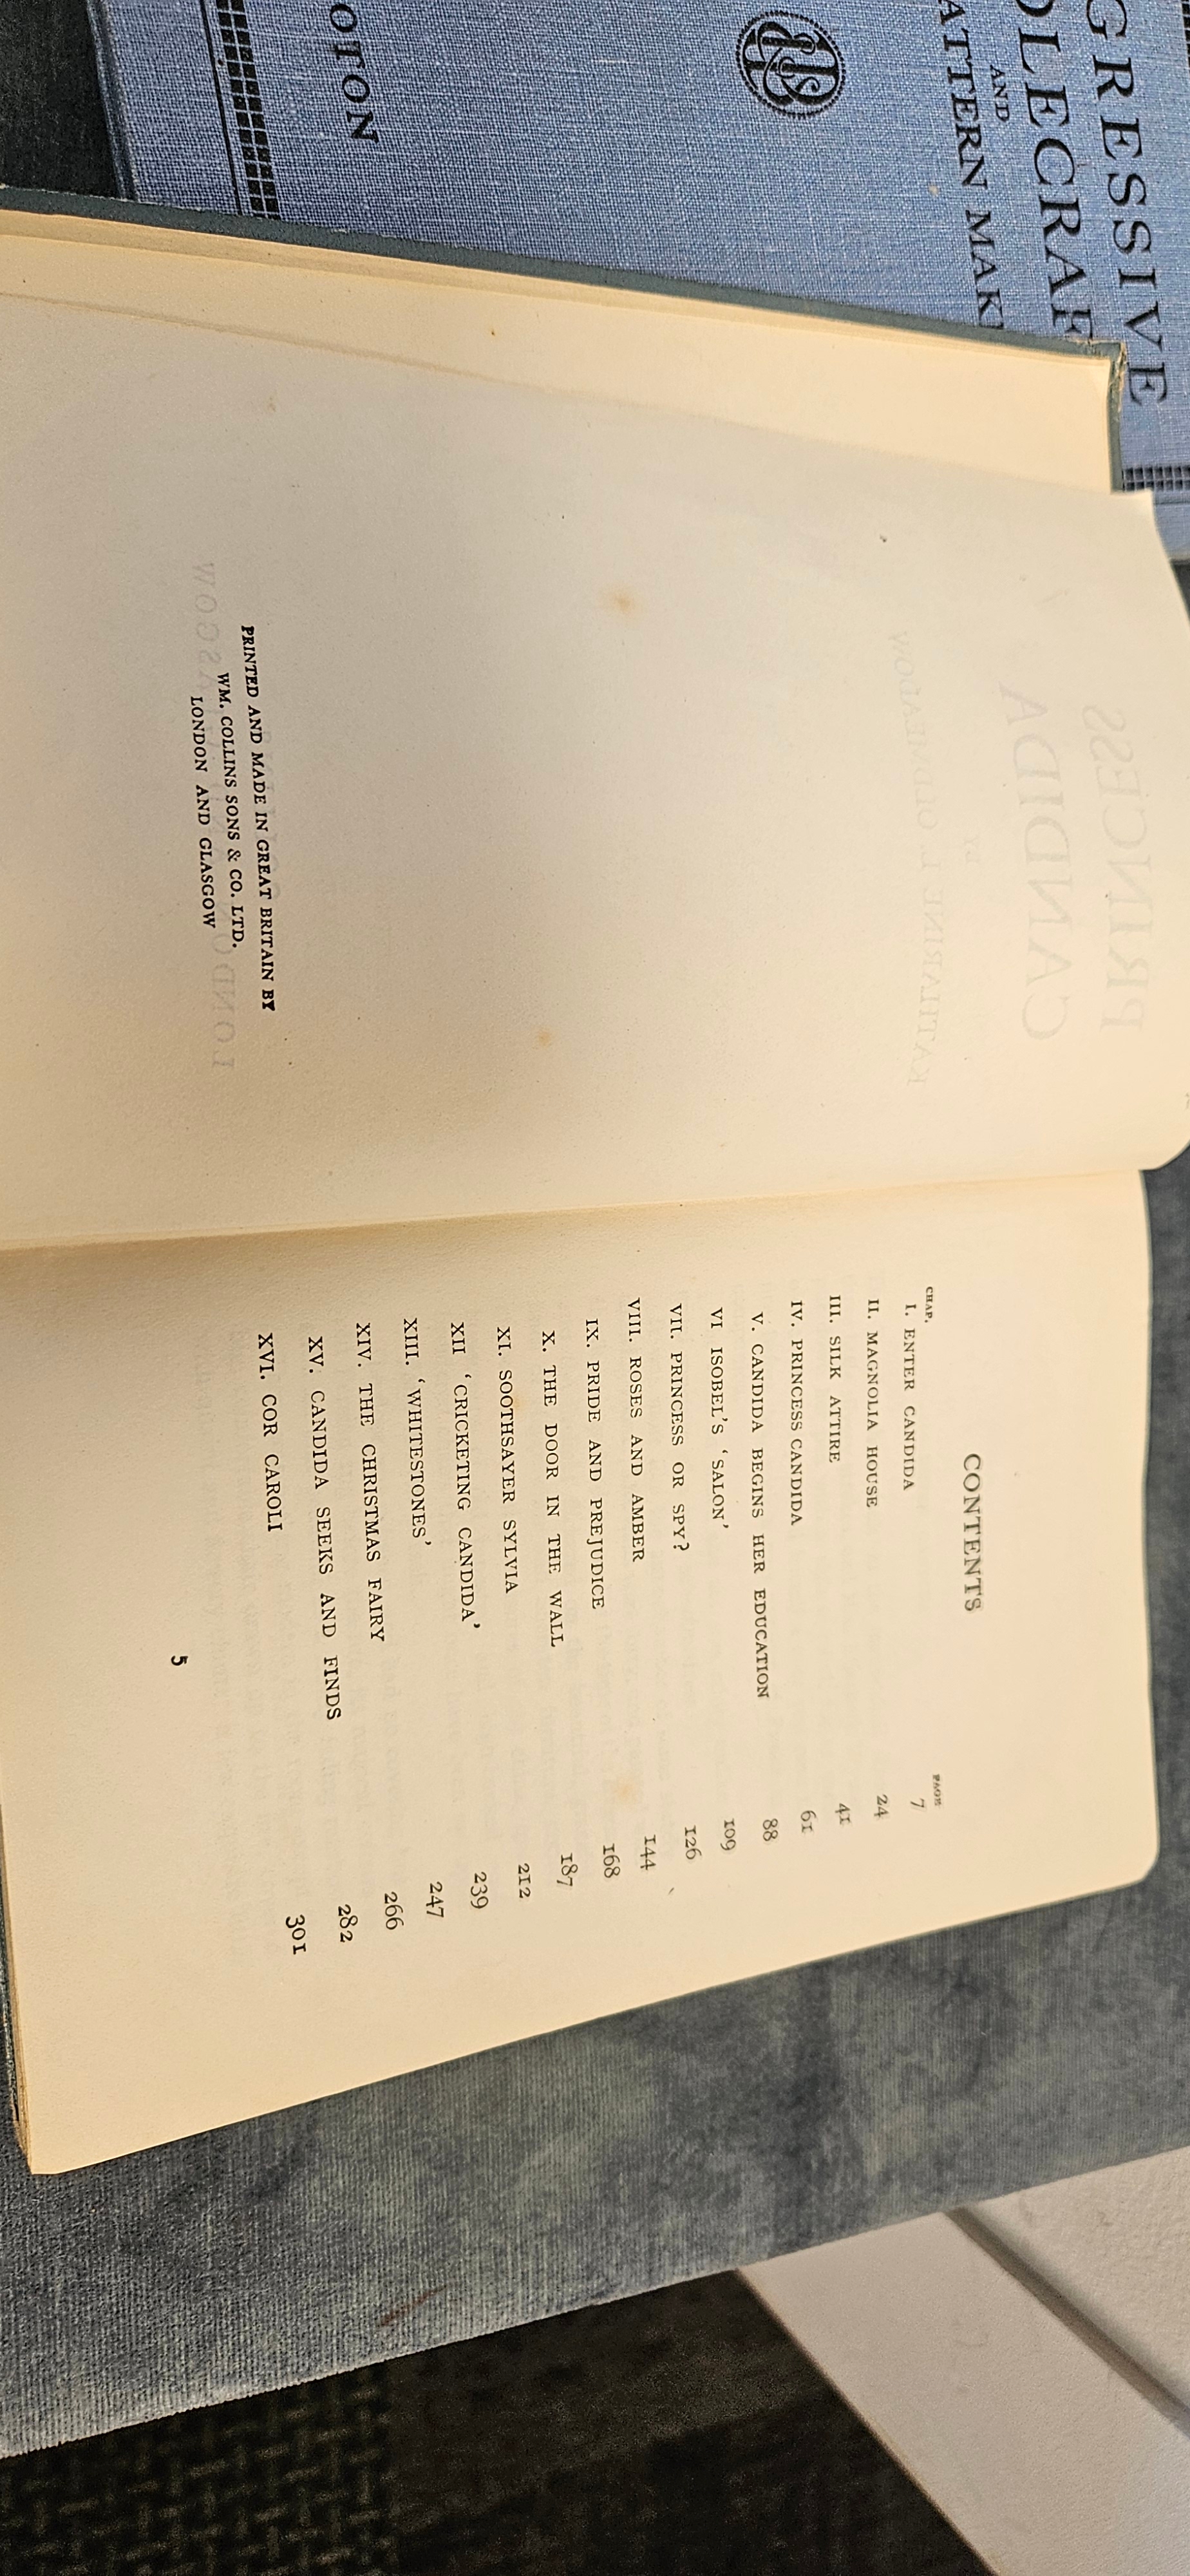 GRESSIVE
DLECRAF
AND
ATTERN MAK
OTON
PRINCESS
CANDIDA
KATHARINE L. OLDMEADOW
PRINTED AND MADE IN GREAT BRITAIN BY
WM. COLLINS SONS & CO. LTD.
LONDON AND GLASGOW
CONTENTS
CHAP. PAGE
I. ENTER CANDIDA 7
II. MAGNOLIA HOUSE 24
III. SILK ATTIRE 41
IV. PRINCESS CANDIDA 61
V. CANDIDA BEGINS HER EDUCATION 88
VI ISOBEL'S ‘SALON’ 109
VII. PRINCESS OR SPY? 126
VIII. ROSES AND AMBER 144
IX. PRIDE AND PREJUDICE 168
X. THE DOOR IN THE WALL 187
XI. SOOTHSAYER SYLVIA 212
XII ‘CRICKETING CANDIDA’ 239
XIII. ‘WHITESTONES’ 247
XIV. THE CHRISTMAS FAIRY 266
XV. CANDIDA SEEKS AND FINDS 282
XVI. COR CAROLI 301
5